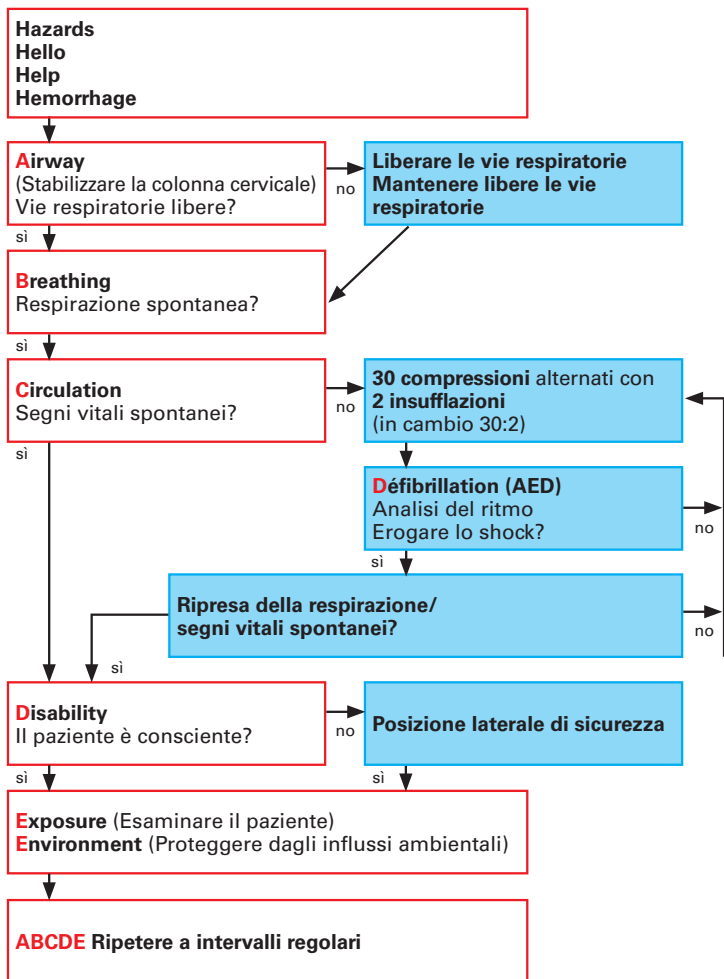 Hazards
Hello
Help
Hemorrhage
Airway
(Stabilizzare la colonna cervicale)
Vie respiratorie libere?
no
Liberare le vie respiratorie
Mantenere libere le vie
respiratorie
sì
Breathing
Respirazione spontanea?
sì
Circulation
Segni vitali spontanei?
no
30 compressioni alternati con
2 insufflazioni
(in cambio 30:2)
sì
Défibrillation (AED)
Analisi del ritmo
Erogare lo shock?
no
sì
Ripresa della respirazione/
segni vitali spontanei?
no
sì
Disability
Il paziente è consciente?
no
Posizione laterale di sicurezza
sì
sì
Exposure (Esaminare il paziente)
Environment (Proteggere dagli influssi ambientali)
ABCDE Ripetere a intervalli regolari